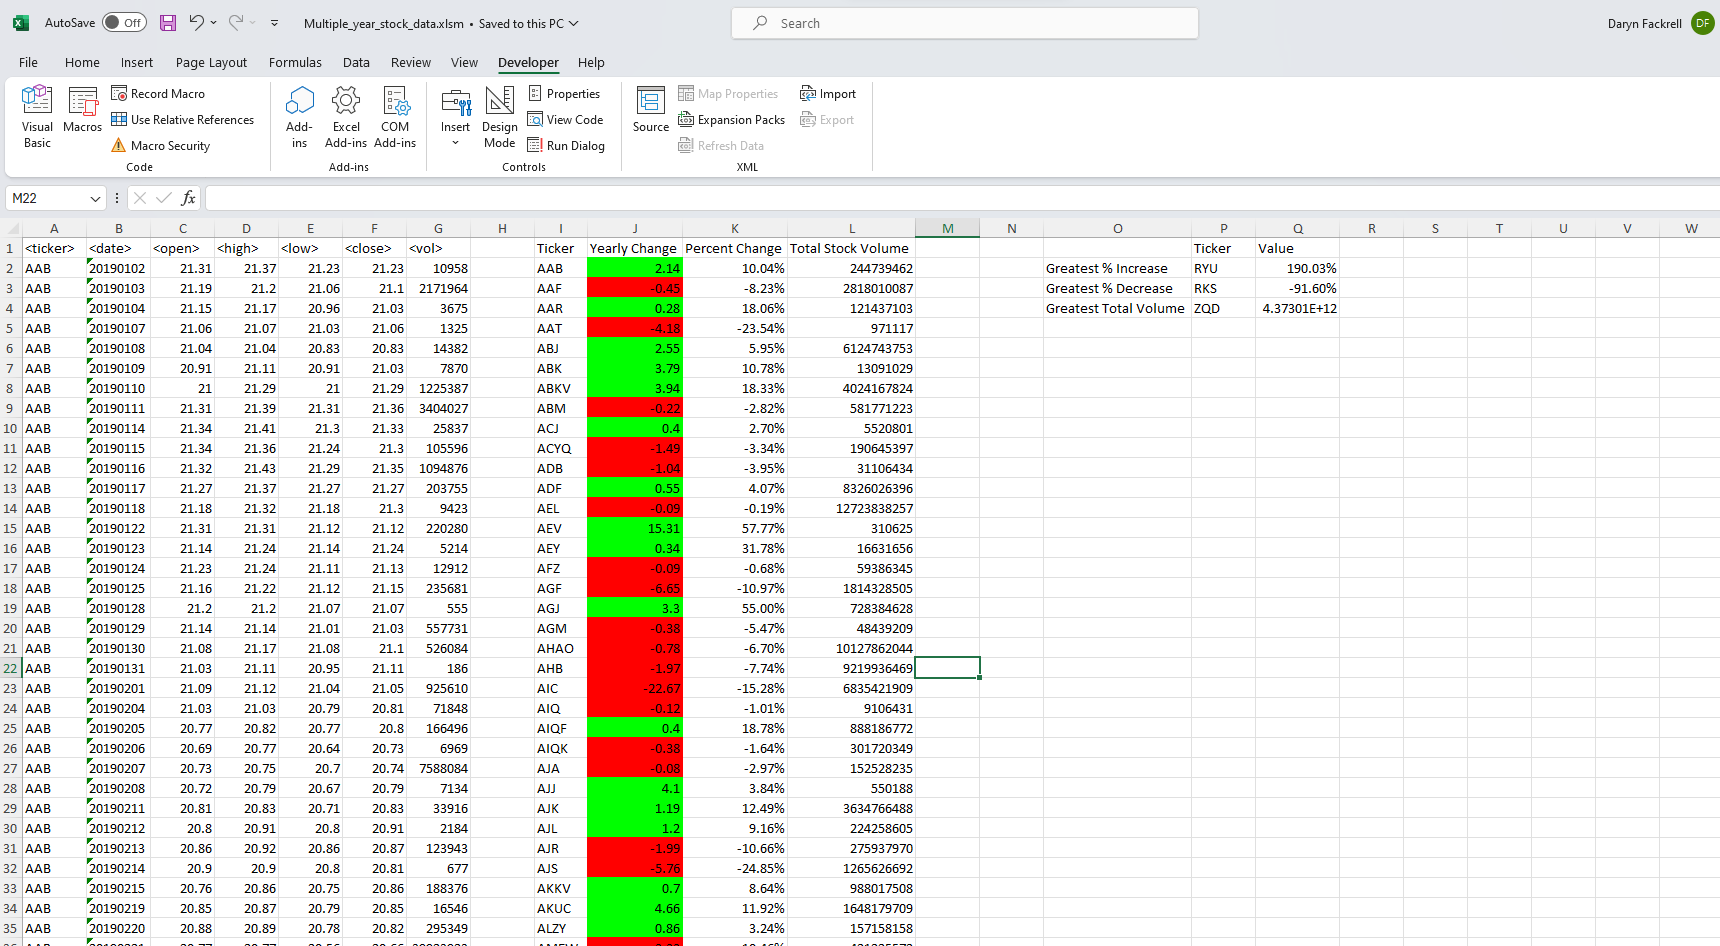 AutoSave Off Multiple_year_stock_data.xlsm • Saved to this PC Search Daryn Fackrell DF
File Home Insert Page Layout Formulas Data Review View Developer Help
Visual Basic Macros Record Macro Use Relative References Macro Security Add-ins Excel Add-ins COM Add-ins Insert Design Mode Properties View Code Run Dialog Source Map Properties Expansion Packs Refresh Data Import Export
Code Add-ins Controls XML
M22 fx
A B C D E F G H I J K L M N O P Q R S T U V W
1 <ticker> <date> <open> <high> <low> <close> <vol> Ticker Yearly Change Percent Change Total Stock Volume Ticker Value
2 AAB 20190102 21.31 21.37 21.23 21.23 10958 AAB 2.14 10.04% 244739462 Greatest % Increase RYU 190.03%
3 AAB 20190103 21.19 21.2 21.06 21.1 2171964 AAF -0.45 -8.23% 2818010087 Greatest % Decrease RKS -91.60%
4 AAB 20190104 21.15 21.17 20.96 21.03 3675 AAR 0.28 18.06% 121437103 Greatest Total Volume ZQD 4.37301E+12
5 AAB 20190107 21.06 21.07 21.03 21.06 1325 AAT -4.18 -23.54% 971117
6 AAB 20190108 21.04 21.04 20.83 20.83 14382 ABJ 2.55 5.95% 6124743753
7 AAB 20190109 20.91 21.11 20.91 21.03 7870 ABK 3.79 10.78% 13091029
8 AAB 20190110 21 21.29 21 21.29 1225387 ABKV 3.94 18.33% 4024167824
9 AAB 20190111 21.31 21.39 21.31 21.36 3404027 ABM -0.22 -2.82% 581771223
10 AAB 20190114 21.34 21.41 21.3 21.33 25837 ACJ 0.4 2.70% 5520801
11 AAB 20190115 21.34 21.36 21.24 21.3 105596 ACYQ -1.49 -3.34% 190645397
12 AAB 20190116 21.32 21.43 21.29 21.35 1094876 ADB -1.04 -3.95% 31106434
13 AAB 20190117 21.27 21.37 21.27 21.27 203755 ADF 0.55 4.07% 8326026396
14 AAB 20190118 21.18 21.32 21.18 21.3 9423 AEL -0.09 -0.19% 12723838257
15 AAB 20190122 21.31 21.31 21.12 21.12 220280 AEV 15.31 57.77% 310625
16 AAB 20190123 21.14 21.24 21.14 21.24 5214 AEY 0.34 31.78% 16631656
17 AAB 20190124 21.23 21.24 21.11 21.13 12912 AFZ -0.09 -0.68% 59386345
18 AAB 20190125 21.16 21.22 21.12 21.15 235681 AGF -6.65 -10.97% 1814328505
19 AAB 20190128 21.2 21.2 21.07 21.07 555 AGJ 3.3 55.00% 728384628
20 AAB 20190129 21.14 21.14 21.01 21.03 557731 AGM -0.38 -5.47% 48439209
21 AAB 20190130 21.08 21.17 21.08 21.1 526084 AHAO -0.78 -6.70% 10127862044
22 AAB 20190131 21.03 21.11 20.95 21.11 186 AHB -1.97 -7.74% 9219936469
23 AAB 20190201 21.09 21.12 21.04 21.05 925610 AIC -22.67 -15.28% 6835421909
24 AAB 20190204 21.03 21.03 20.79 20.81 71848 AIQ -0.12 -1.01% 9106431
25 AAB 20190205 20.77 20.82 20.77 20.8 166496 AIQF 0.4 18.78% 888186772
26 AAB 20190206 20.69 20.77 20.64 20.73 6969 AIQK -0.38 -1.64% 301720349
27 AAB 20190207 20.73 20.75 20.7 20.74 7588084 AJA -0.08 -2.97% 152528235
28 AAB 20190208 20.72 20.79 20.67 20.79 7134 AJJ 4.1 3.84% 550188
29 AAB 20190211 20.81 20.83 20.71 20.83 33916 AJK 1.19 12.49% 3634766488
30 AAB 20190212 20.8 20.91 20.8 20.91 2184 AJL 1.2 9.16% 224258605
31 AAB 20190213 20.86 20.92 20.86 20.87 123943 AJR -1.99 -10.66% 275937970
32 AAB 20190214 20.9 20.9 20.8 20.81 677 AJS -5.76 -24.85% 1265626692
33 AAB 20190215 20.76 20.86 20.75 20.86 188376 AKKV 0.7 8.64% 988017508
34 AAB 20190219 20.85 20.87 20.79 20.85 16546 AKUC 4.66 11.92% 1648179709
35 AAB 20190220 20.88 20.89 20.78 20.82 295349 ALZY 0.86 3.24% 157158158